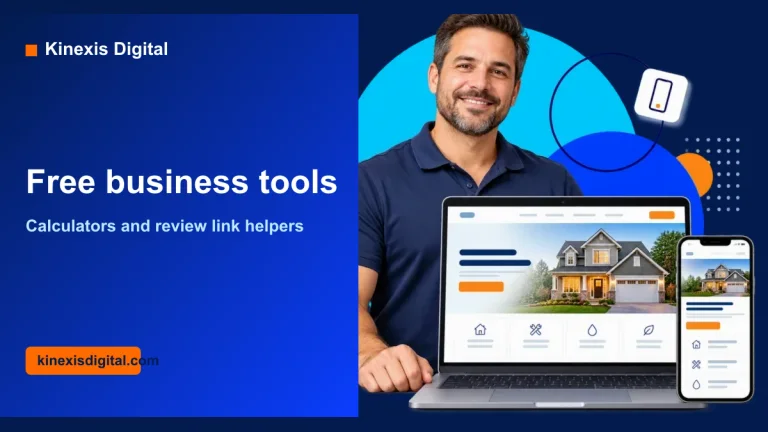 Kinexis Digital
Free business tools
Calculators and review link helpers
kinexisdigital.com